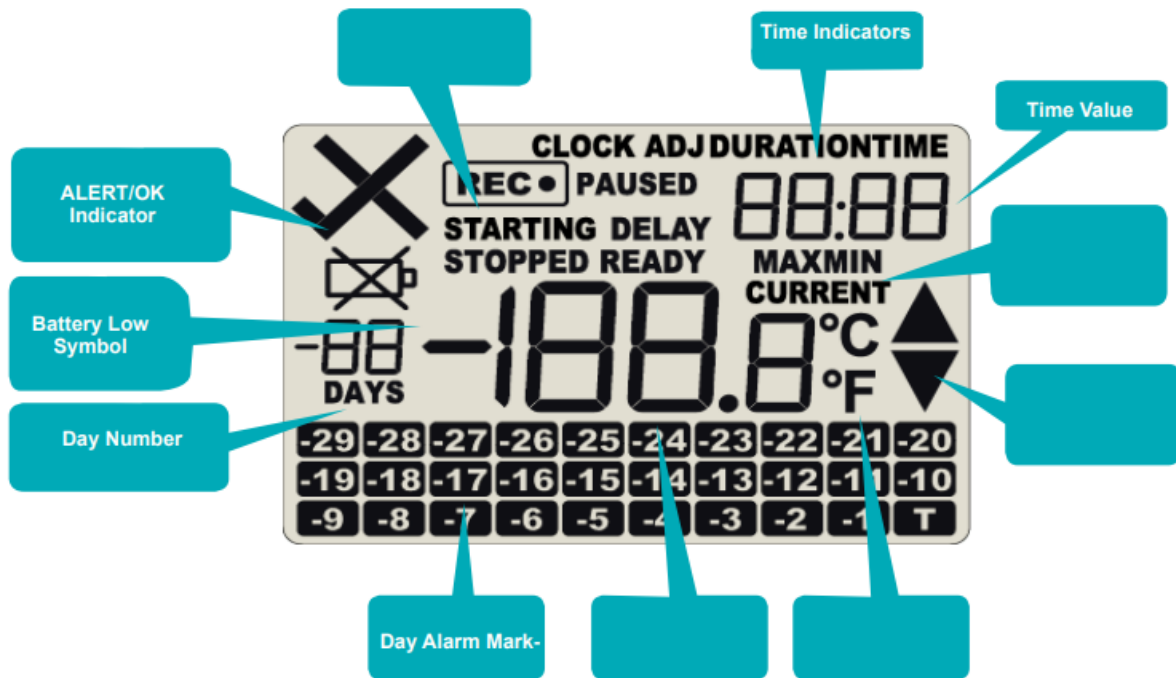 Time Indicators
Time Value
ALERT/OK
Indicator
CLOCK ADJ DURATION TIME
REC PAUSED
88:88
STARTING DELAY
STOPPED READY
MAX MIN
CURRENT
Battery Low
Symbol
-188.8 °C
°F
-88
DAYS
Day Number
-29 -28 -27 -26 -25 -24 -23 -22 -21 -20
-19 -18 -17 -16 -15 -14 -13 -12 -11 -10
-9 -8 -7 -6 -5 -4 -3 -2 -1 T
Day Alarm Mark-